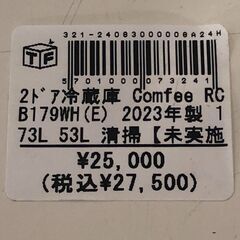 TF
321-24083000008A24H
5701000073208
2ﾄﾞｱ冷蔵庫 Comfee RC
B179WH(E) 2023年製 1
73L 53L 清掃【未実施
¥25,000
(税込¥27,500)